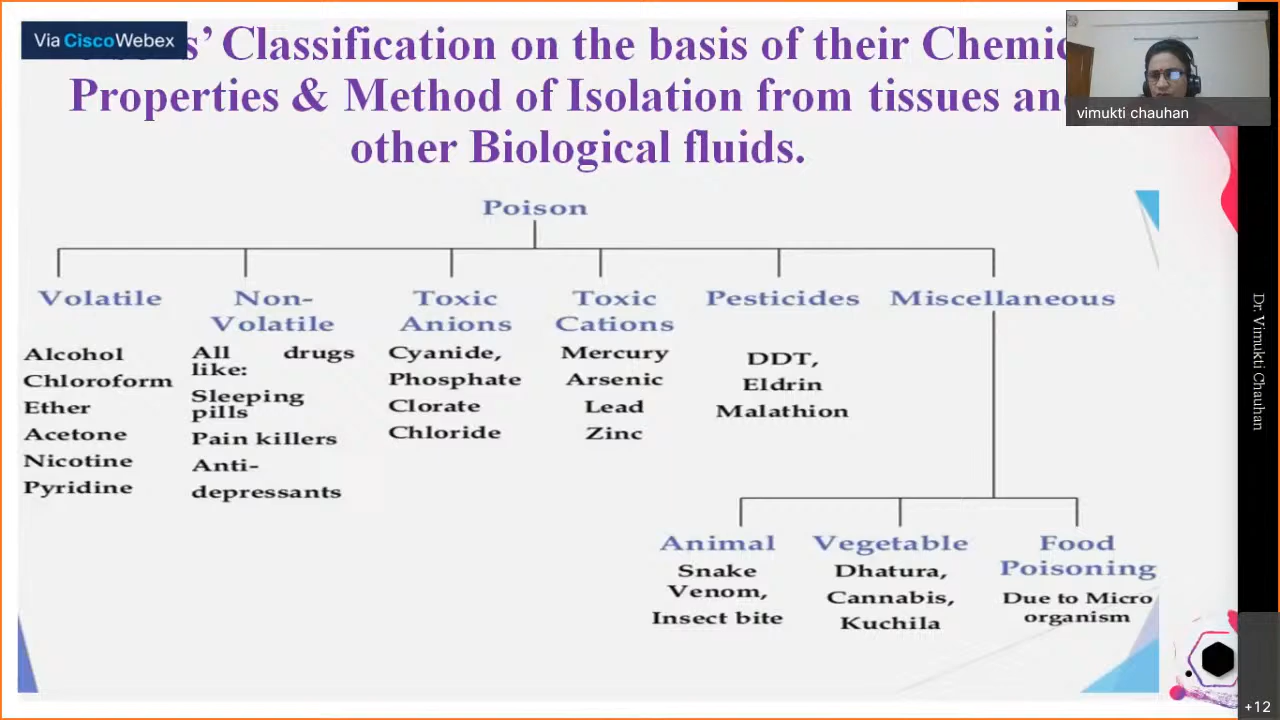 Via Cisco Webex
Classification on the basis of their
Properties & Method of Isolation from tissues
other Biological fluids.
vimukti chauhan
Poison
Volatile
Alcohol
Chloroform
Ether
Acetone
Nicotine
Pyridine
Non-
Volatile
All drugs
like:
Sleeping
pills
Pain killers
Anti-
depressants
Toxic
Anions
Cyanide,
Phosphate
Clorate
Chloride
Toxic
Cations
Mercury
Arsenic
Lead
Zinc
Pesticides
DDT,
Eldrin
Malathion
Miscellaneous
Animal
Snake
Venom,
Insect bite
Vegetable
Dhatura,
Cannabis,
Kuchila
Food
Poisoning
Due to Micro
organism
Dr. Vimukti Chauhan
+12